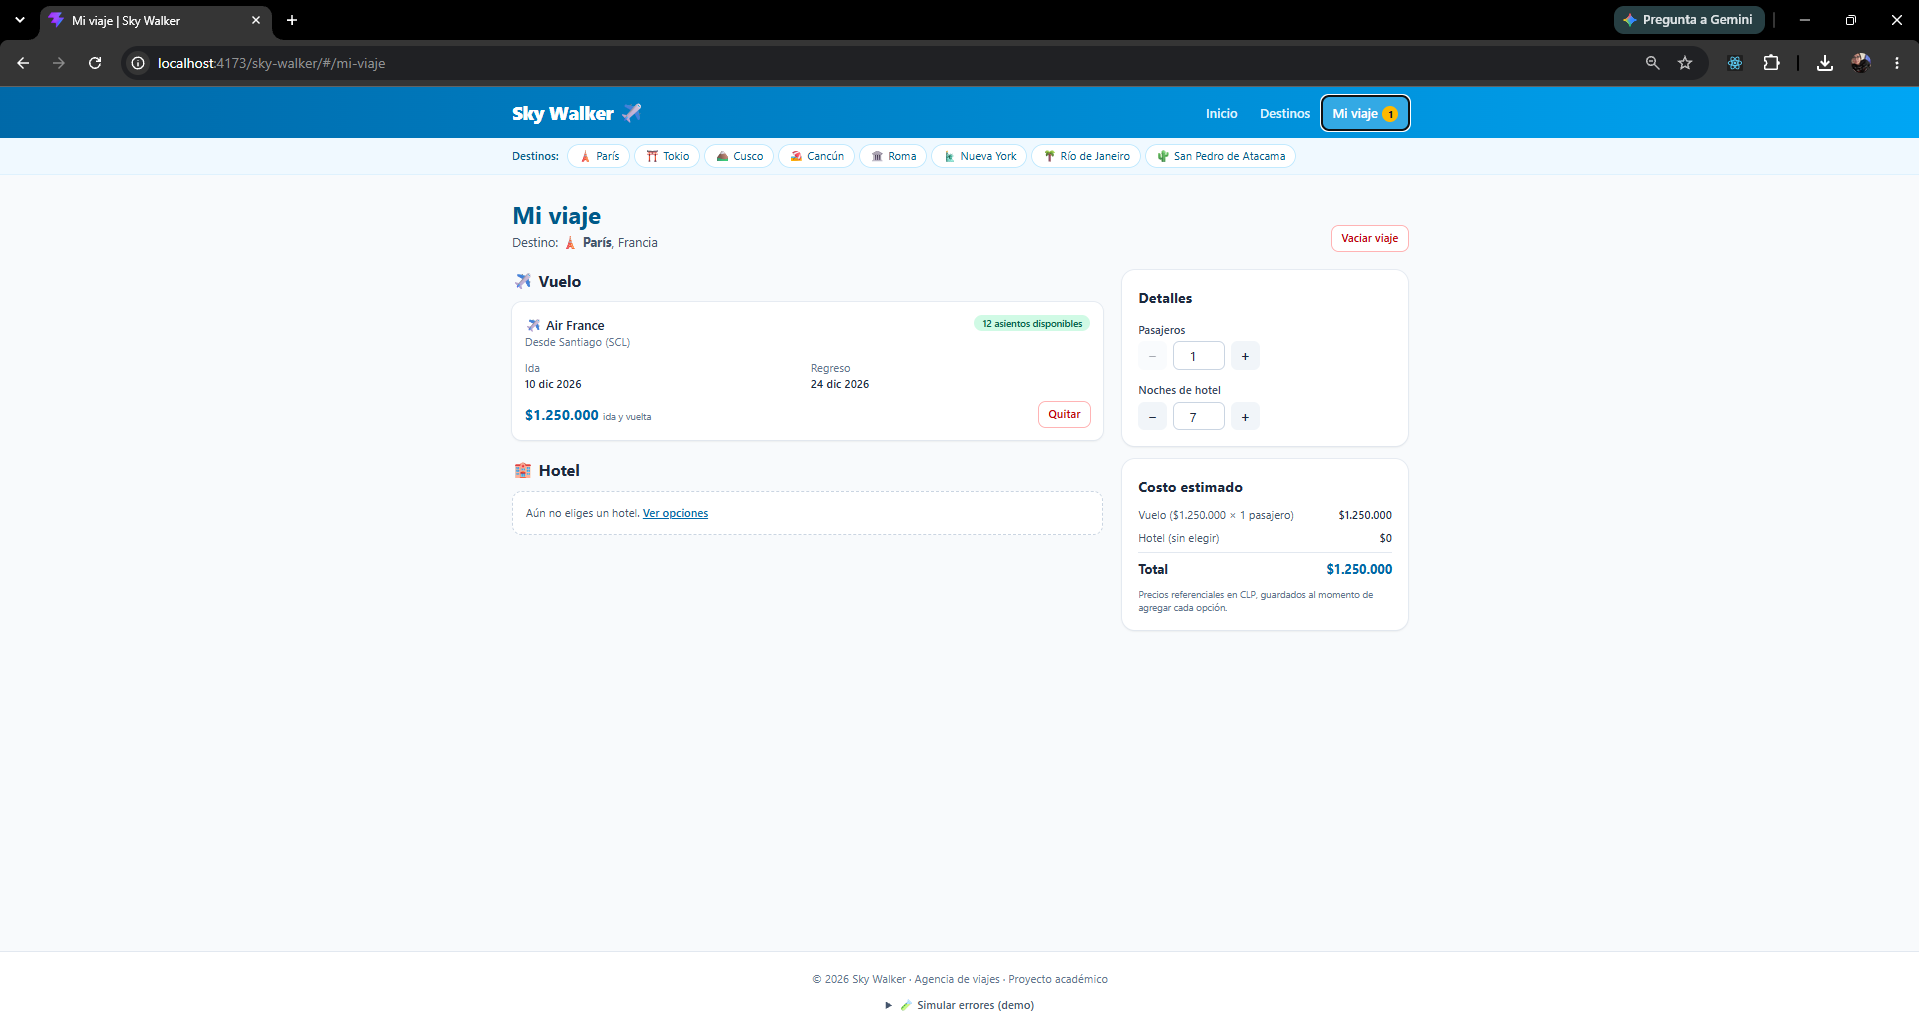 Mi viaje | Sky Walker
Pregunta a Gemini
localhost:4173/sky-walker/#/mi-viaje
Sky Walker
Inicio
Destinos
Mi viaje 1
Destinos:
París
Tokio
Cusco
Cancún
Roma
Nueva York
Río de Janeiro
San Pedro de Atacama
Mi viaje
Destino: París, Francia
Vaciar viaje
Vuelo
Air France
12 asientos disponibles
Desde Santiago (SCL)
Ida
10 dic 2026
Regreso
24 dic 2026
$1.250.000 ida y vuelta
Quitar
Hotel
Aún no eliges un hotel. Ver opciones
Detalles
Pasajeros
− 1 +
Noches de hotel
− 7 +
Costo estimado
Vuelo ($1.250.000 × 1 pasajero) $1.250.000
Hotel (sin elegir) $0
Total $1.250.000
Precios referenciales en CLP, guardados al momento de
agregar cada opción.
© 2026 Sky Walker · Agencia de viajes · Proyecto académico
Simular errores (demo)